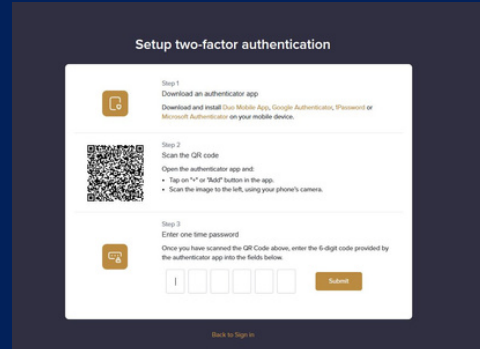 Setup two-factor authentication
Step 1
Download an authenticator app
Download and install Duo Mobile App, Google Authenticator, 1Password or
Microsoft Authenticator on your mobile device.
Step 2
Scan the QR code
Open the authenticator app and:
• Tap on "+" or "Add" button in the app.
• Scan the image to the left, using your phone's camera.
Step 3
Enter one time password
Once you have scanned the QR Code above, enter the 6-digit code provided by
the authenticator app into the fields below.
Submit
Back to Sign in